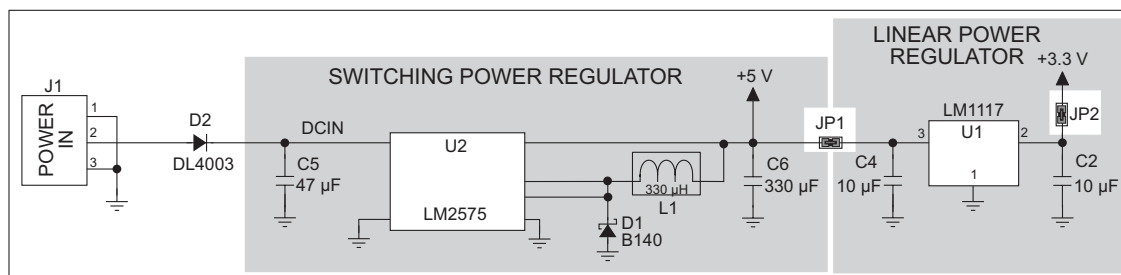 LINEAR POWER
REGULATOR
SWITCHING POWER REGULATOR
+3.3 V
+5 V
J1
POWER
IN
1
2
3
D2
DL4003
DCIN
C5
47 µF
U2
LM2575
330 µH
L1
D1
B140
C6
330 µF
JP1
C4
10 µF
LM1117
3
U1
2
1
JP2
C2
10 µF